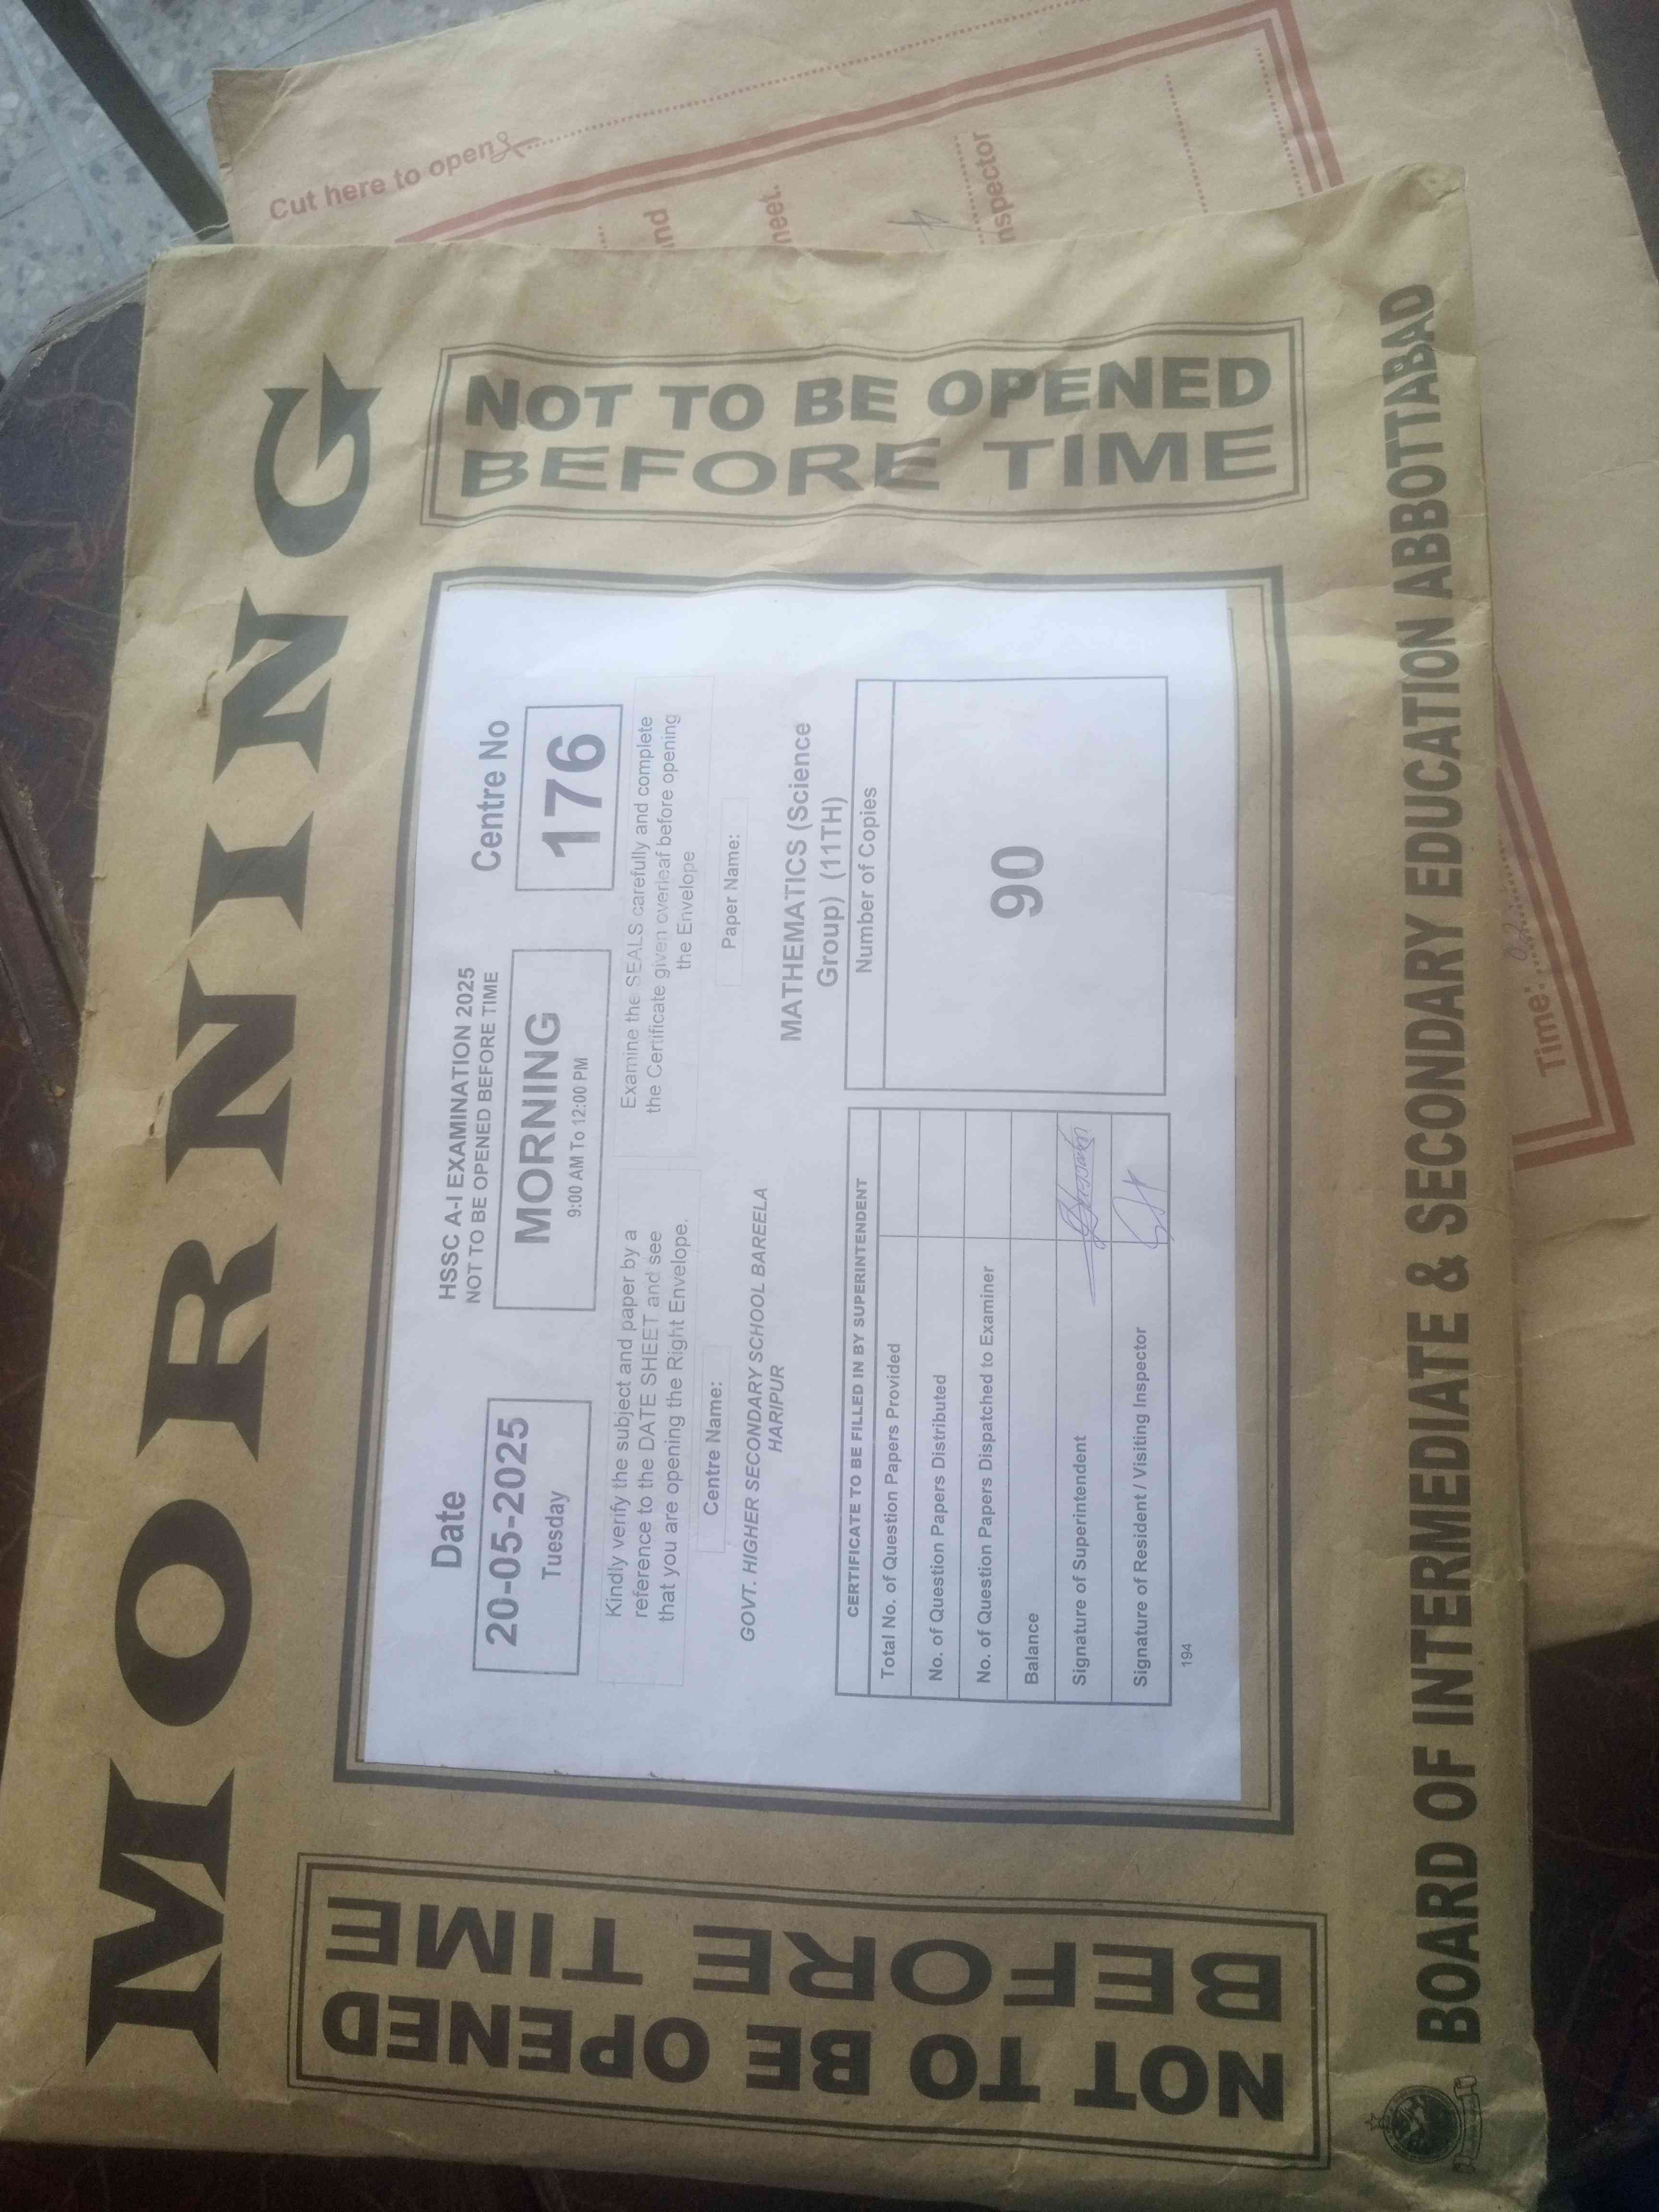 Cut here to open
nd
heet.
nspector
Time:
MORNING
NOT TO BE OPENED
BEFORE TIME
Date
20-05-2025
Tuesday
HSSC A-I EXAMINATION 2025
NOT TO BE OPENED BEFORE TIME
MORNING
9:00 AM To 12:00 PM
Centre No
176
Kindly verify the subject and paper by a
reference to the DATE SHEET and see
that you are opening the Right Envelope.
Examine the SEALS carefully and complete
the Certificate given overleaf before opening
the Envelope
Centre Name:
GOVT. HIGHER SECONDARY SCHOOL BAREELA
HARIPUR
Paper Name:
MATHEMATICS (Science
Group) (11TH)
CERTIFICATE TO BE FILLED IN BY SUPERINTENDENT
Total No. of Question Papers Provided
No. of Question Papers Distributed
No. of Question Papers Dispatched to Examiner
Balance
Signature of Superintendent
Signature of Resident / Visiting Inspector
Number of Copies
90
194
NOT TO BE OPENED
BEFORE TIME
BOARD OF INTERMEDIATE & SECONDARY EDUCATION ABBOTTABAD